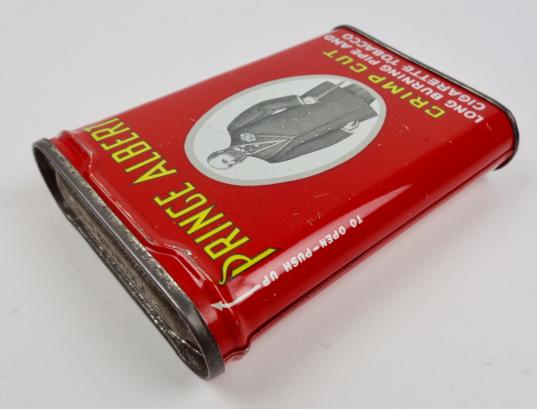 PRINCE ALBERT
CRIMP CUT
LONG BURNING PIPE AND
CIGARETTE TOBACCO
TO OPEN-PUSH UP